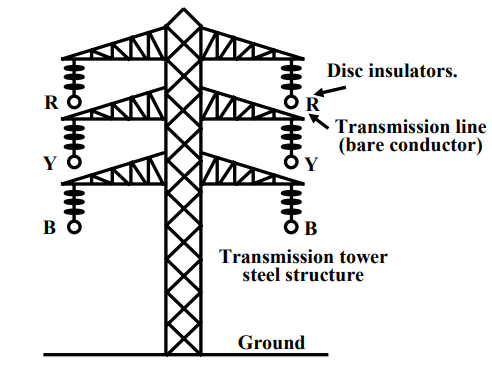 Disc insulators.
R
R
Transmission line
(bare conductor)
Y
Y
B
B
Transmission tower
steel structure
Ground